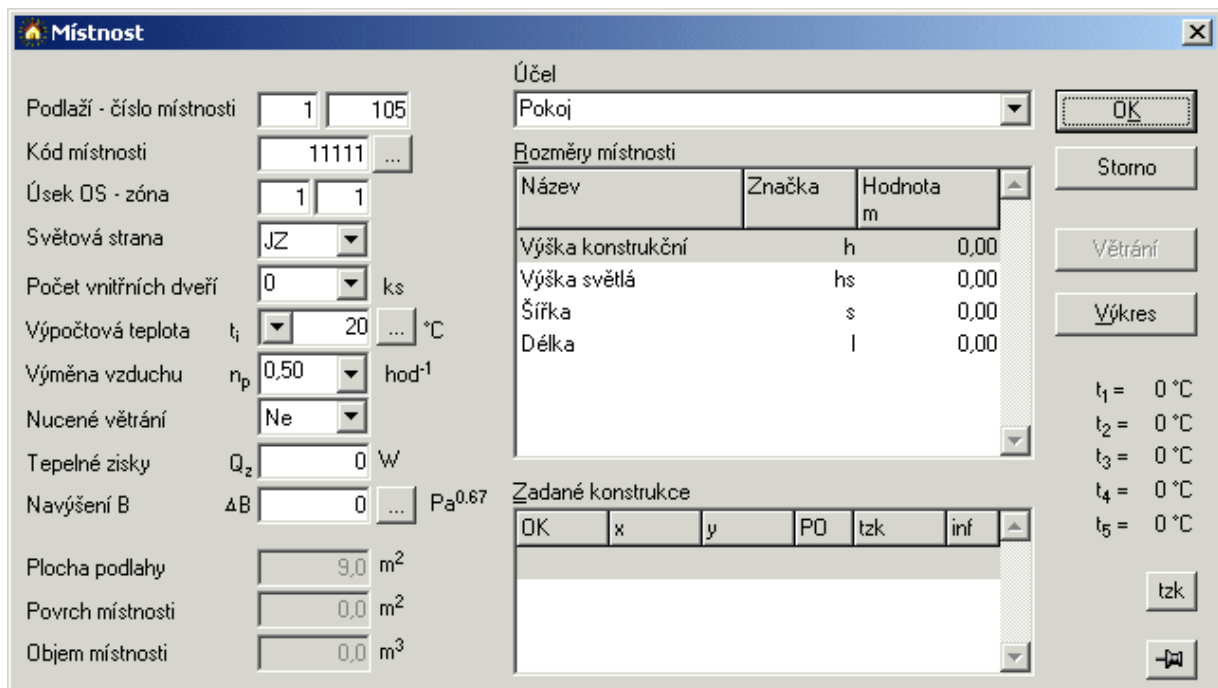 Místnost
Podlaží - číslo místnosti 1 105
Kód místnosti 11111 ...
Úsek OS - zóna 1 1
Světová strana JZ
Počet vnitřních dveří 0 ks
Výpočtová teplota tᵢ 20 ... °C
Výměna vzduchu nₚ 0,50 hod⁻¹
Nucené větrání Ne
Tepelné zisky Q_z 0 W
Navýšení B ΔB 0 ... Pa⁰·⁶⁷
Plocha podlahy 9,0 m²
Povrch místnosti 0,0 m²
Objem místnosti 0,0 m³
Účel
Pokoj
Rozměry místnosti
Název Značka Hodnota
m
Výška konstrukční h 0,00
Výška světlá hs 0,00
Šířka s 0,00
Délka l 0,00
Zadané konstrukce
OK x y PO tzk inf
OK
Storno
Větrání
Výkres
t₁ = 0 °C
t₂ = 0 °C
t₃ = 0 °C
t₄ = 0 °C
t₅ = 0 °C
tzk